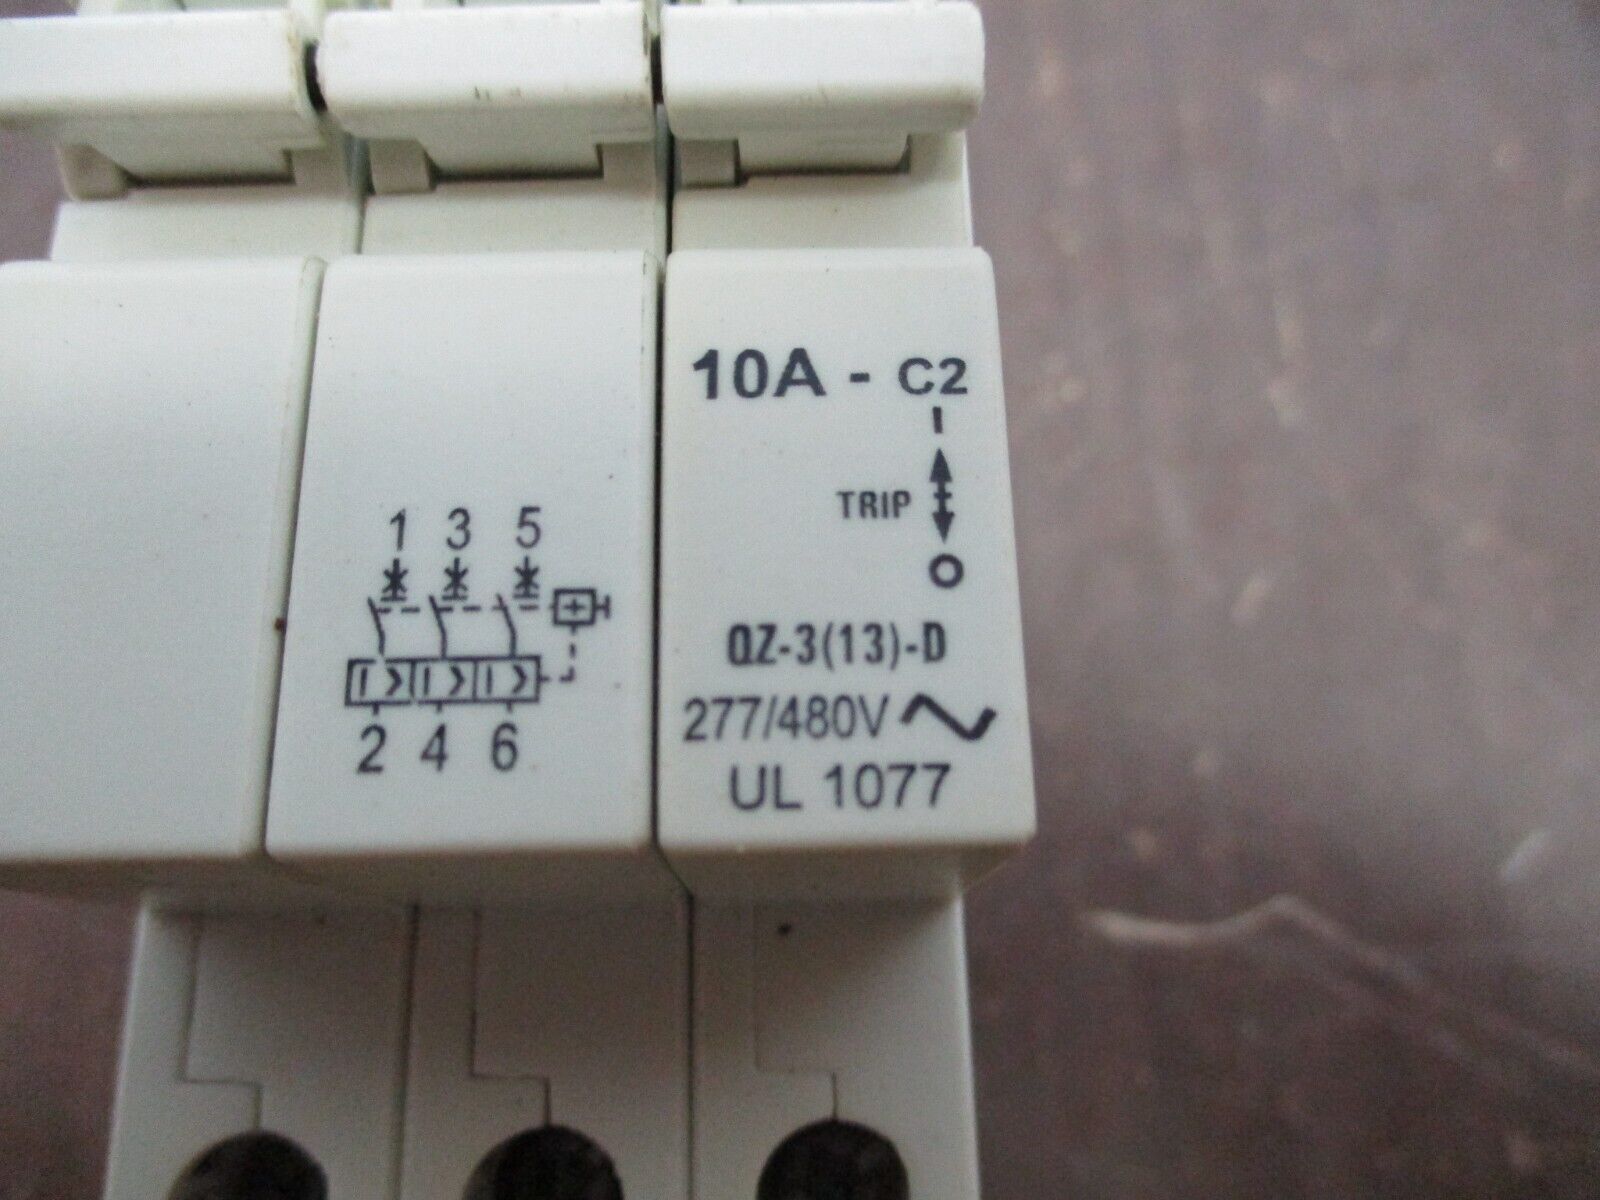 10A - C2
I
TRIP
O
QZ-3(13)-D
277/480V ~
UL 1077
1 3 5
2 4 6